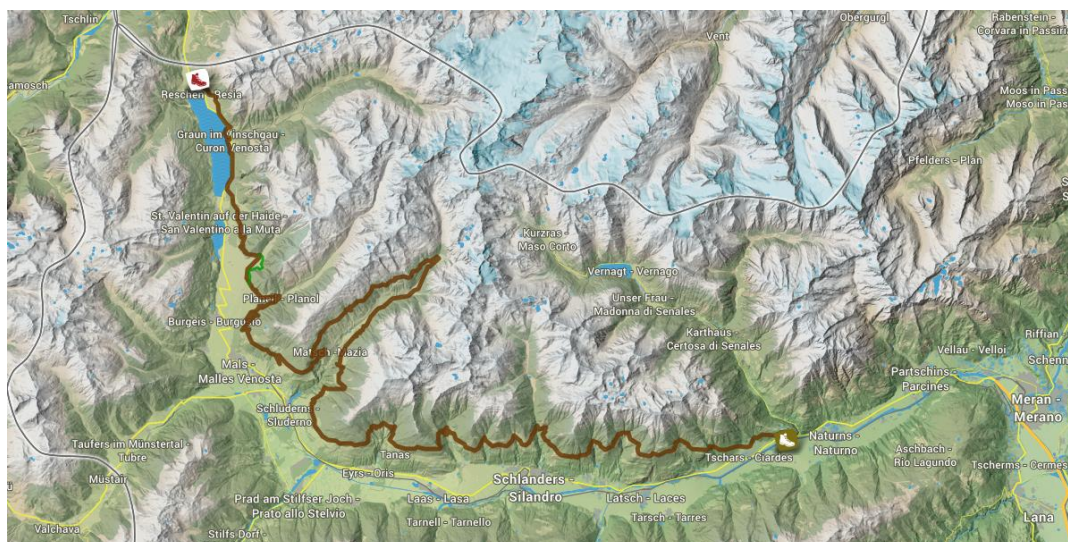 Tschlin
Obergurgl
Rabenstein -
Corvara in Passiria
Vent
amosch
Reschen - Resia
Moos in Pass
Moso in Pas
Graun im Vinschgau -
Curon Venosta
Pfelders - Plan
St. Valentin auf der Haide -
San Valentino alla Muta
Kurzras -
Maso Corto
Vernagt - Vernago
Planeil - Planol
Unser Frau -
Madonna di Senales
Burgeis - Burgusio
Karthaus -
Certosa di Senales
Riffian -
Matsch - Mazia
Vellau - Velloi
Schenn
Mals -
Malles Venosta
Partschins -
Parcines
Meran -
Merano
Schluderns -
Sluderno
Taufers im Münstertal -
Tubre
Naturns -
Naturno
Aschbach -
Rio Lagundo
Tanas
Tschars - Ciardes
Tscherms - Cermes
Müstair
Eyrs - Oris
Schlanders -
Silandro
Prad am Stilfser Joch -
Prato allo Stelvio
Laas - Lasa
Latsch - Laces
Lana
Valchava
Stilfs Dorf -
Tarnell - Tarnello
Tarsch - Tarres